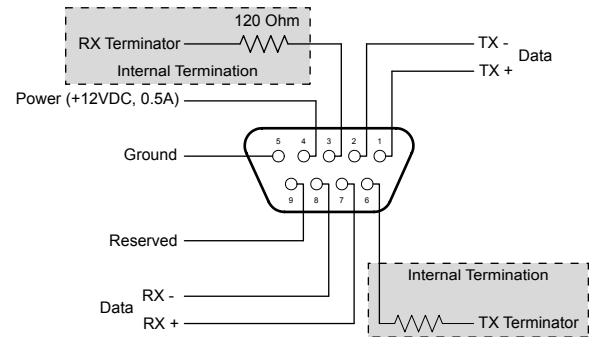 120 Ohm
RX Terminator
Internal Termination
TX -
Data
TX +
Power (+12VDC, 0.5A)
5 4 3 2 1
Ground
9 8 7 6
Reserved
Internal Termination
Data
RX -
RX +
TX Terminator